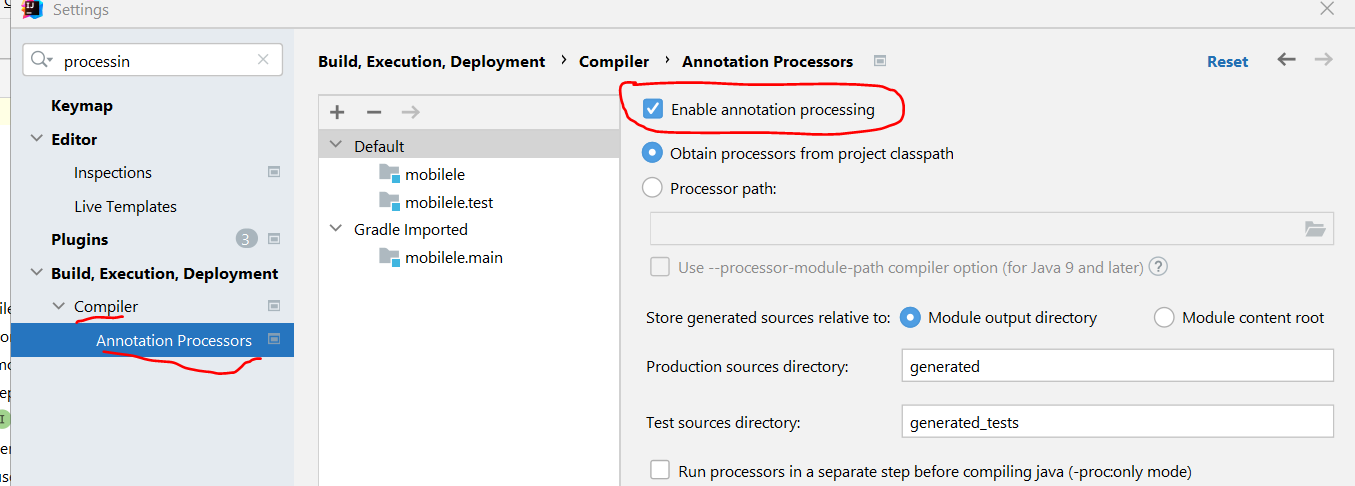 Settings
processin
Build, Execution, Deployment › Compiler › Annotation Processors
Reset
Keymap
Editor
Inspections
Live Templates
Plugins
3
Build, Execution, Deployment
Compiler
Annotation Processors
Default
mobilele
mobilele.test
Gradle Imported
mobilele.main
Enable annotation processing
Obtain processors from project classpath
Processor path:
Use --processor-module-path compiler option (for Java 9 and later) ?
Store generated sources relative to: Module output directory Module content root
Production sources directory: generated
Test sources directory: generated_tests
Run processors in a separate step before compiling java (-proc:only mode)